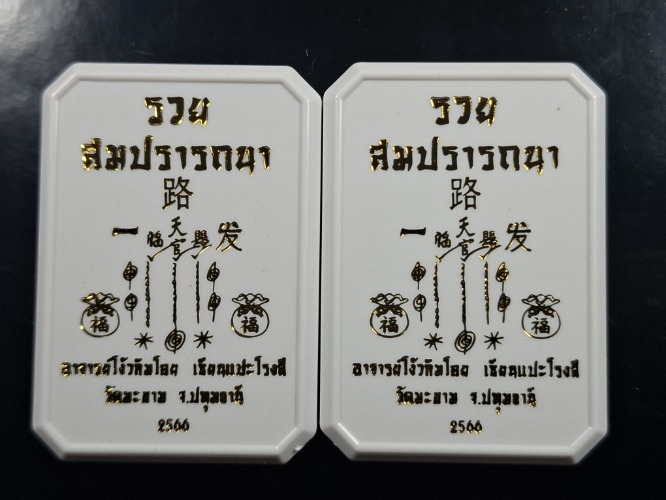 รวย
สมปรารถนา
路
天
一 福 官 发
福 福
อาจารย์โง้วกิมโคย เซียนแปะโรงสี
วัดมะขาม จ.ปทุมธานี
2566
รวย
สมปรารถนา
路
天
一 福 官 发
福 福
อาจารย์โง้วกิมโคย เซียนแปะโรงสี
วัดมะขาม จ.ปทุมธานี
2566